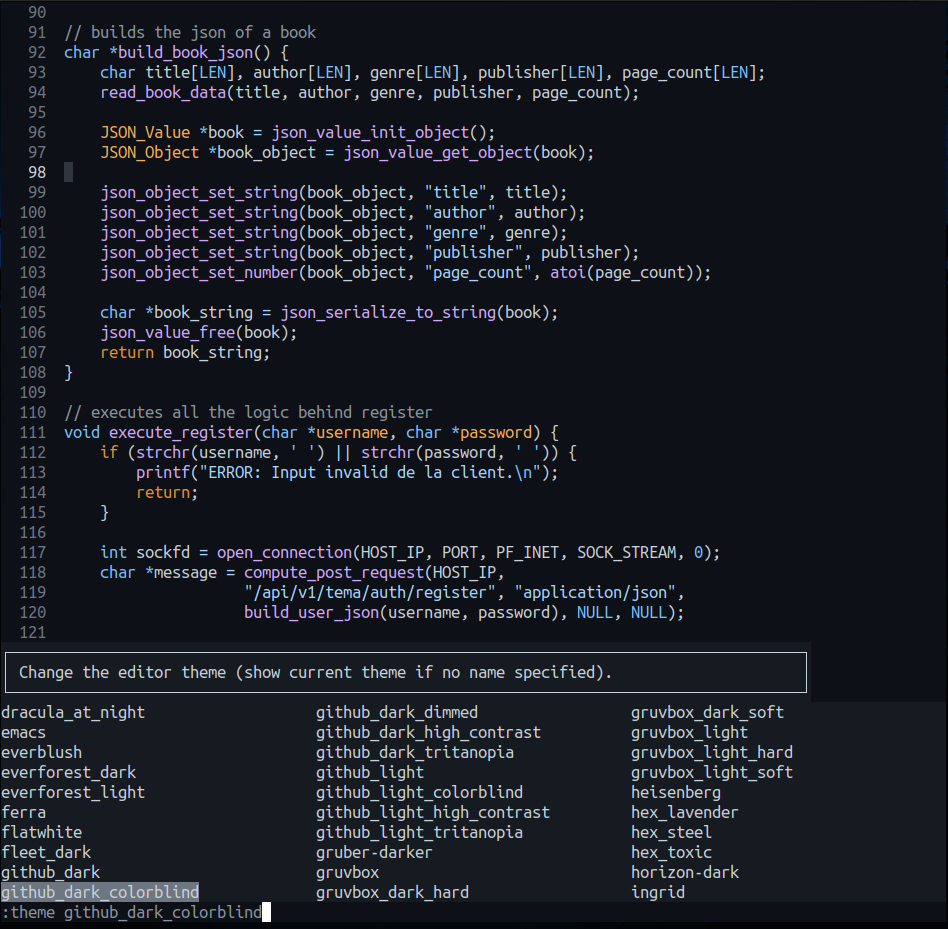 90
91 // builds the json of a book
92 char *build_book_json() {
93     char title[LEN], author[LEN], genre[LEN], publisher[LEN], page_count[LEN];
94     read_book_data(title, author, genre, publisher, page_count);
95
96     JSON_Value *book = json_value_init_object();
97     JSON_Object *book_object = json_value_get_object(book);
98
99     json_object_set_string(book_object, "title", title);
100     json_object_set_string(book_object, "author", author);
101     json_object_set_string(book_object, "genre", genre);
102     json_object_set_string(book_object, "publisher", publisher);
103     json_object_set_number(book_object, "page_count", atoi(page_count));
104
105     char *book_string = json_serialize_to_string(book);
106     json_value_free(book);
107     return book_string;
108 }
109
110 // executes all the logic behind register
111 void execute_register(char *username, char *password) {
112     if (strchr(username, ' ') || strchr(password, ' ')) {
113         printf("ERROR: Input invalid de la client.\n");
114         return;
115     }
116
117     int sockfd = open_connection(HOST_IP, PORT, PF_INET, SOCK_STREAM, 0);
118     char *message = compute_post_request(HOST_IP,
119                     "/api/v1/tema/auth/register", "application/json",
120                     build_user_json(username, password), NULL, NULL);
121
Change the editor theme (show current theme if no name specified).
dracula_at_night github_dark_dimmed gruvbox_dark_soft
emacs github_dark_high_contrast gruvbox_light
everblush github_dark_tritanopia gruvbox_light_hard
everforest_dark github_light gruvbox_light_soft
everforest_light github_light_colorblind heisenberg
ferra github_light_high_contrast hex_lavender
flatwhite github_light_tritanopia hex_steel
fleet_dark gruber-darker hex_toxic
github_dark gruvbox horizon-dark
github_dark_colorblind gruvbox_dark_hard ingrid
:theme github_dark_colorblind